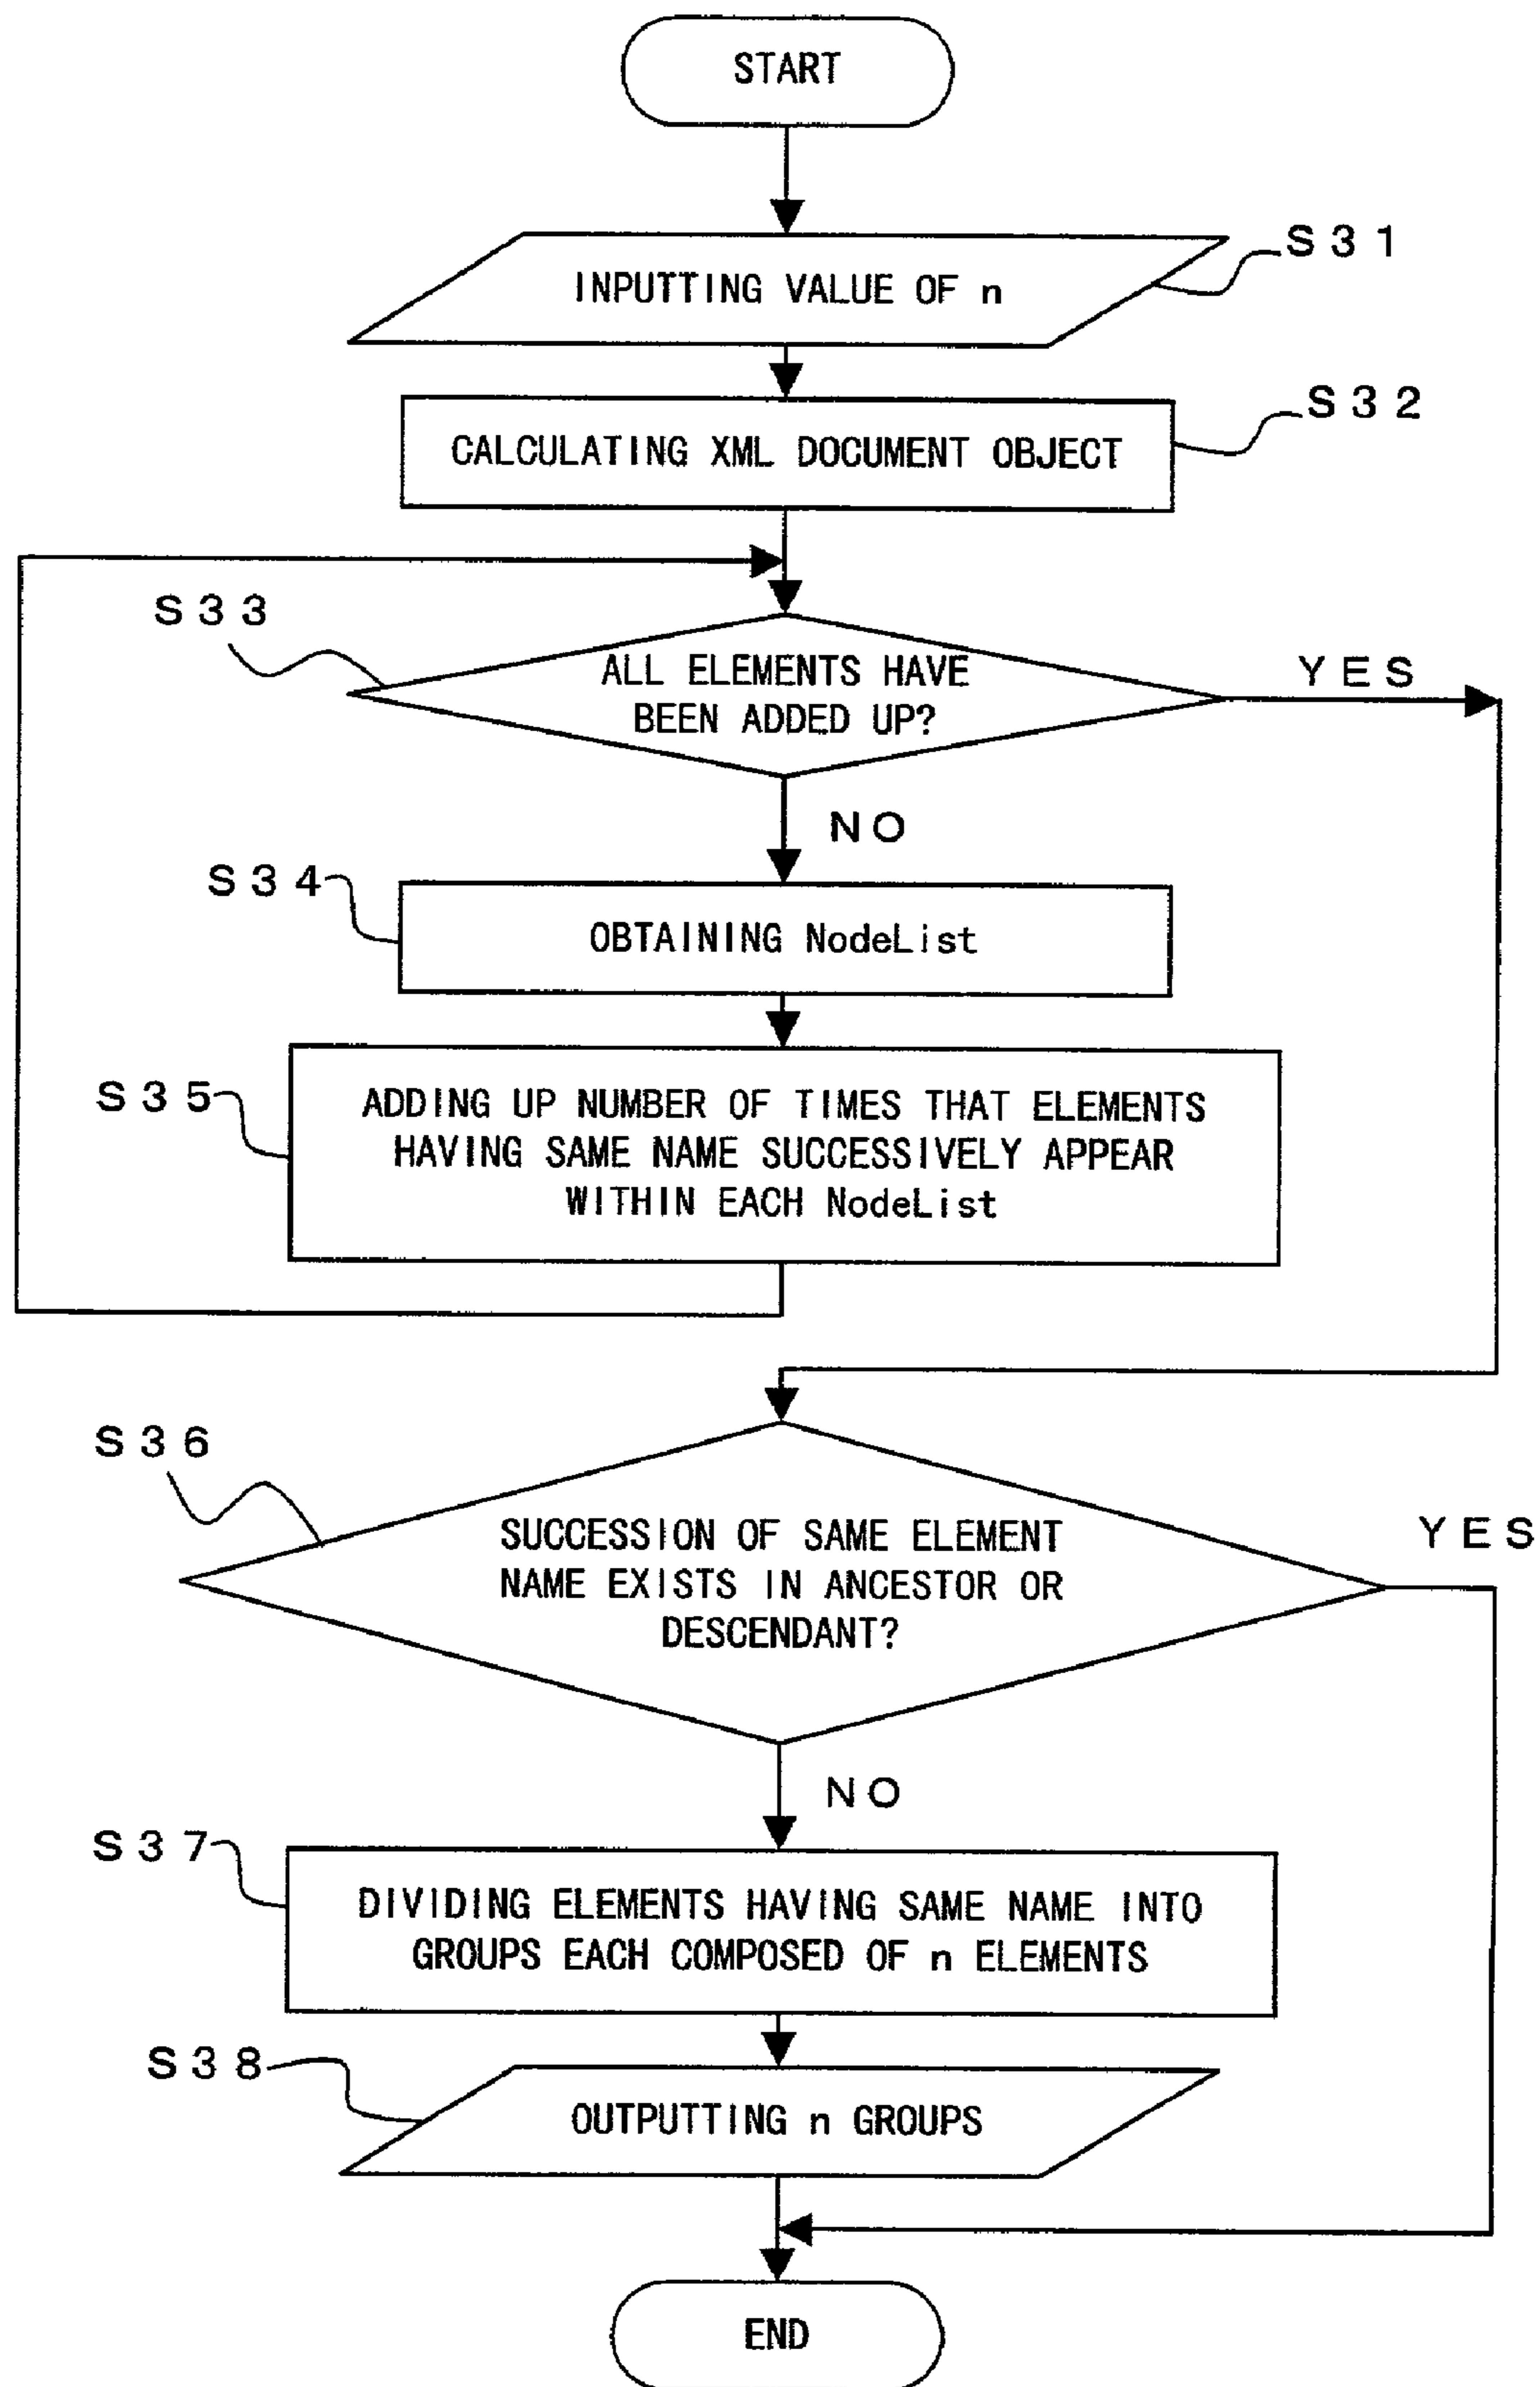 START
INPUTTING VALUE OF n
S31
CALCULATING XML DOCUMENT OBJECT
S32
S33
ALL ELEMENTS HAVE
BEEN ADDED UP?
YES
NO
S34
OBTAINING NodeList
S35
ADDING UP NUMBER OF TIMES THAT ELEMENTS
HAVING SAME NAME SUCCESSIVELY APPEAR
WITHIN EACH NodeList
S36
SUCCESSION OF SAME ELEMENT
NAME EXISTS IN ANCESTOR OR
DESCENDANT?
YES
NO
S37
DIVIDING ELEMENTS HAVING SAME NAME INTO
GROUPS EACH COMPOSED OF n ELEMENTS
S38
OUTPUTTING n GROUPS
END